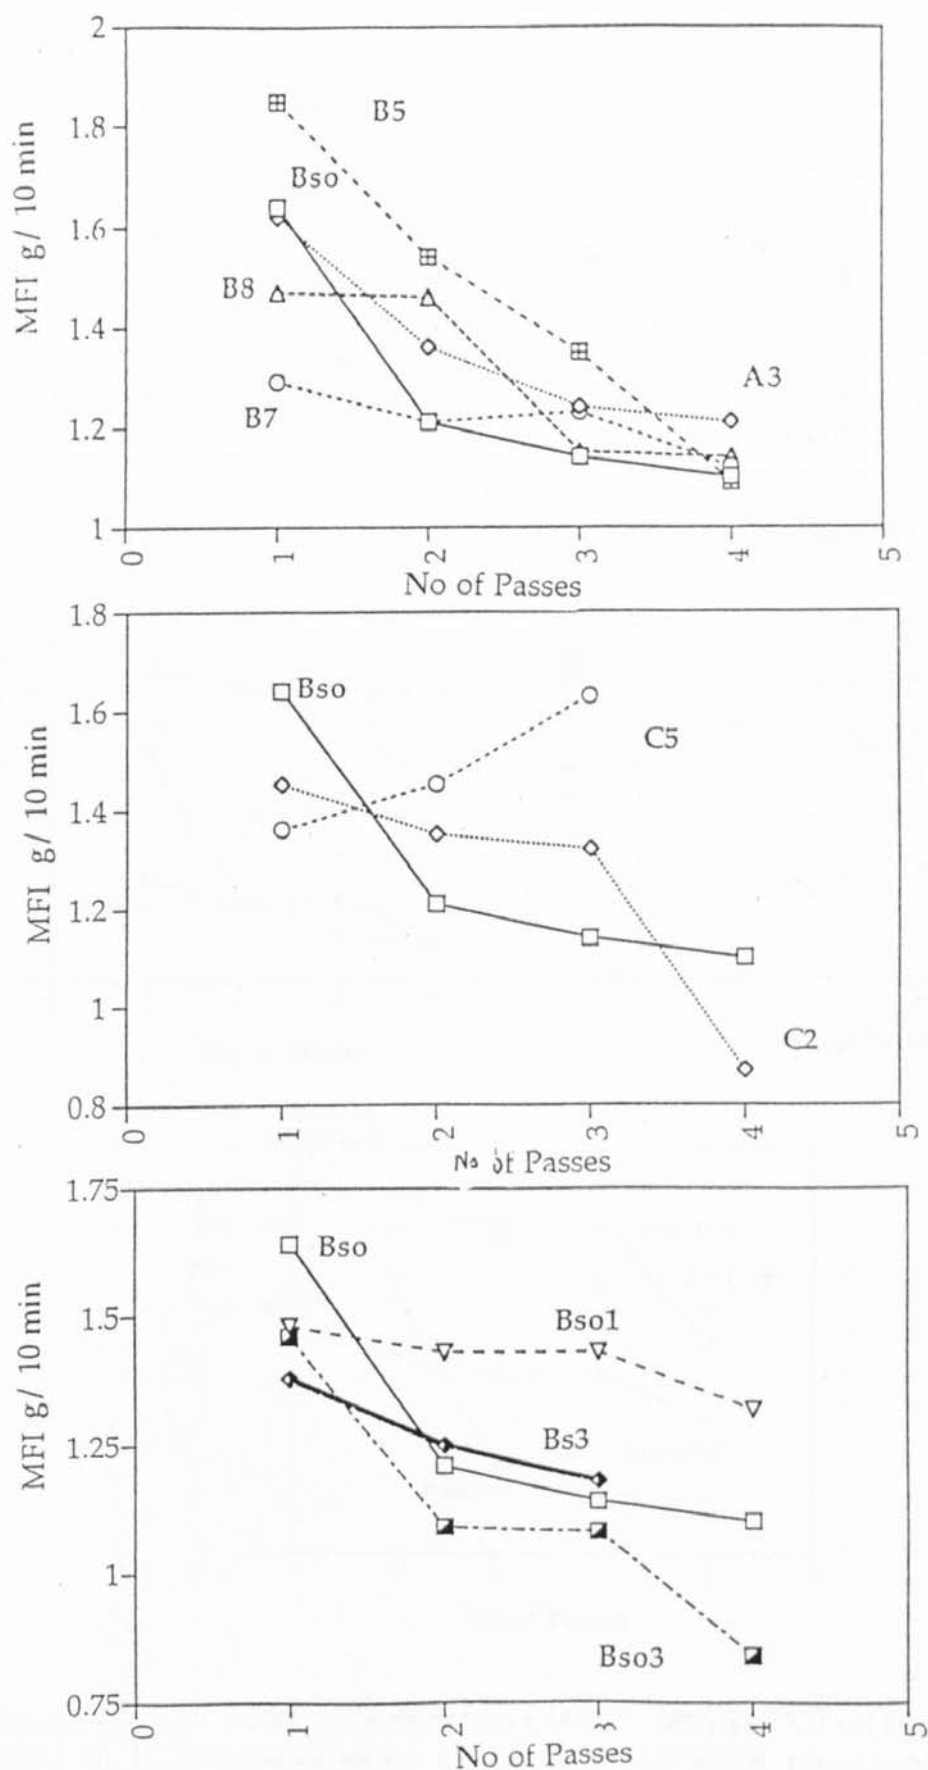 2
B5
1.8
Bso
1.6
B8
1.4
A3
B7
1.2
1
MFI g/ 10 min
0 1 2 3 4 5
No of Passes
1.8
Bso
1.6
C5
1.4
1.2
1
C2
0.8
MFI g/ 10 min
0 1 2 3 4 5
No of Passes
1.75
Bso
1.5
Bso1
Bs3
1.25
1
Bso3
0.75
MFI g/ 10 min
0 1 2 3 4 5
No of Passes